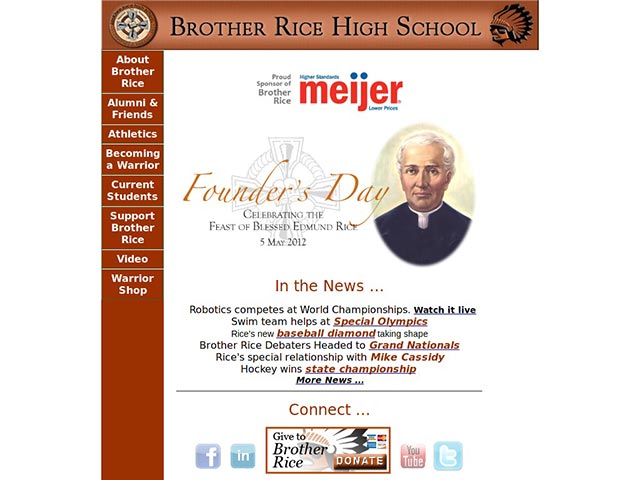 BROTHER RICE HIGH SCHOOL
About
Brother
Rice
Alumni &
Friends
Athletics
Becoming
a Warrior
Current
Students
Support
Brother
Rice
Video
Warrior
Shop
Proud
Sponsor of
Brother
Rice
Higher Standards
meijer
Lower Prices
Founder's Day
CELEBRATING THE
FEAST OF BLESSED EDMUND RICE
5 MAY 2012
In the News ...
Robotics competes at World Championships. Watch it live
Swim team helps at Special Olympics
Rice's new baseball diamond taking shape
Brother Rice Debaters Headed to Grand Nationals
Rice's special relationship with Mike Cassidy
Hockey wins state championship
More News ...
Connect ...
f
in
Give to
Brother
Rice
DONATE
You
Tube
t